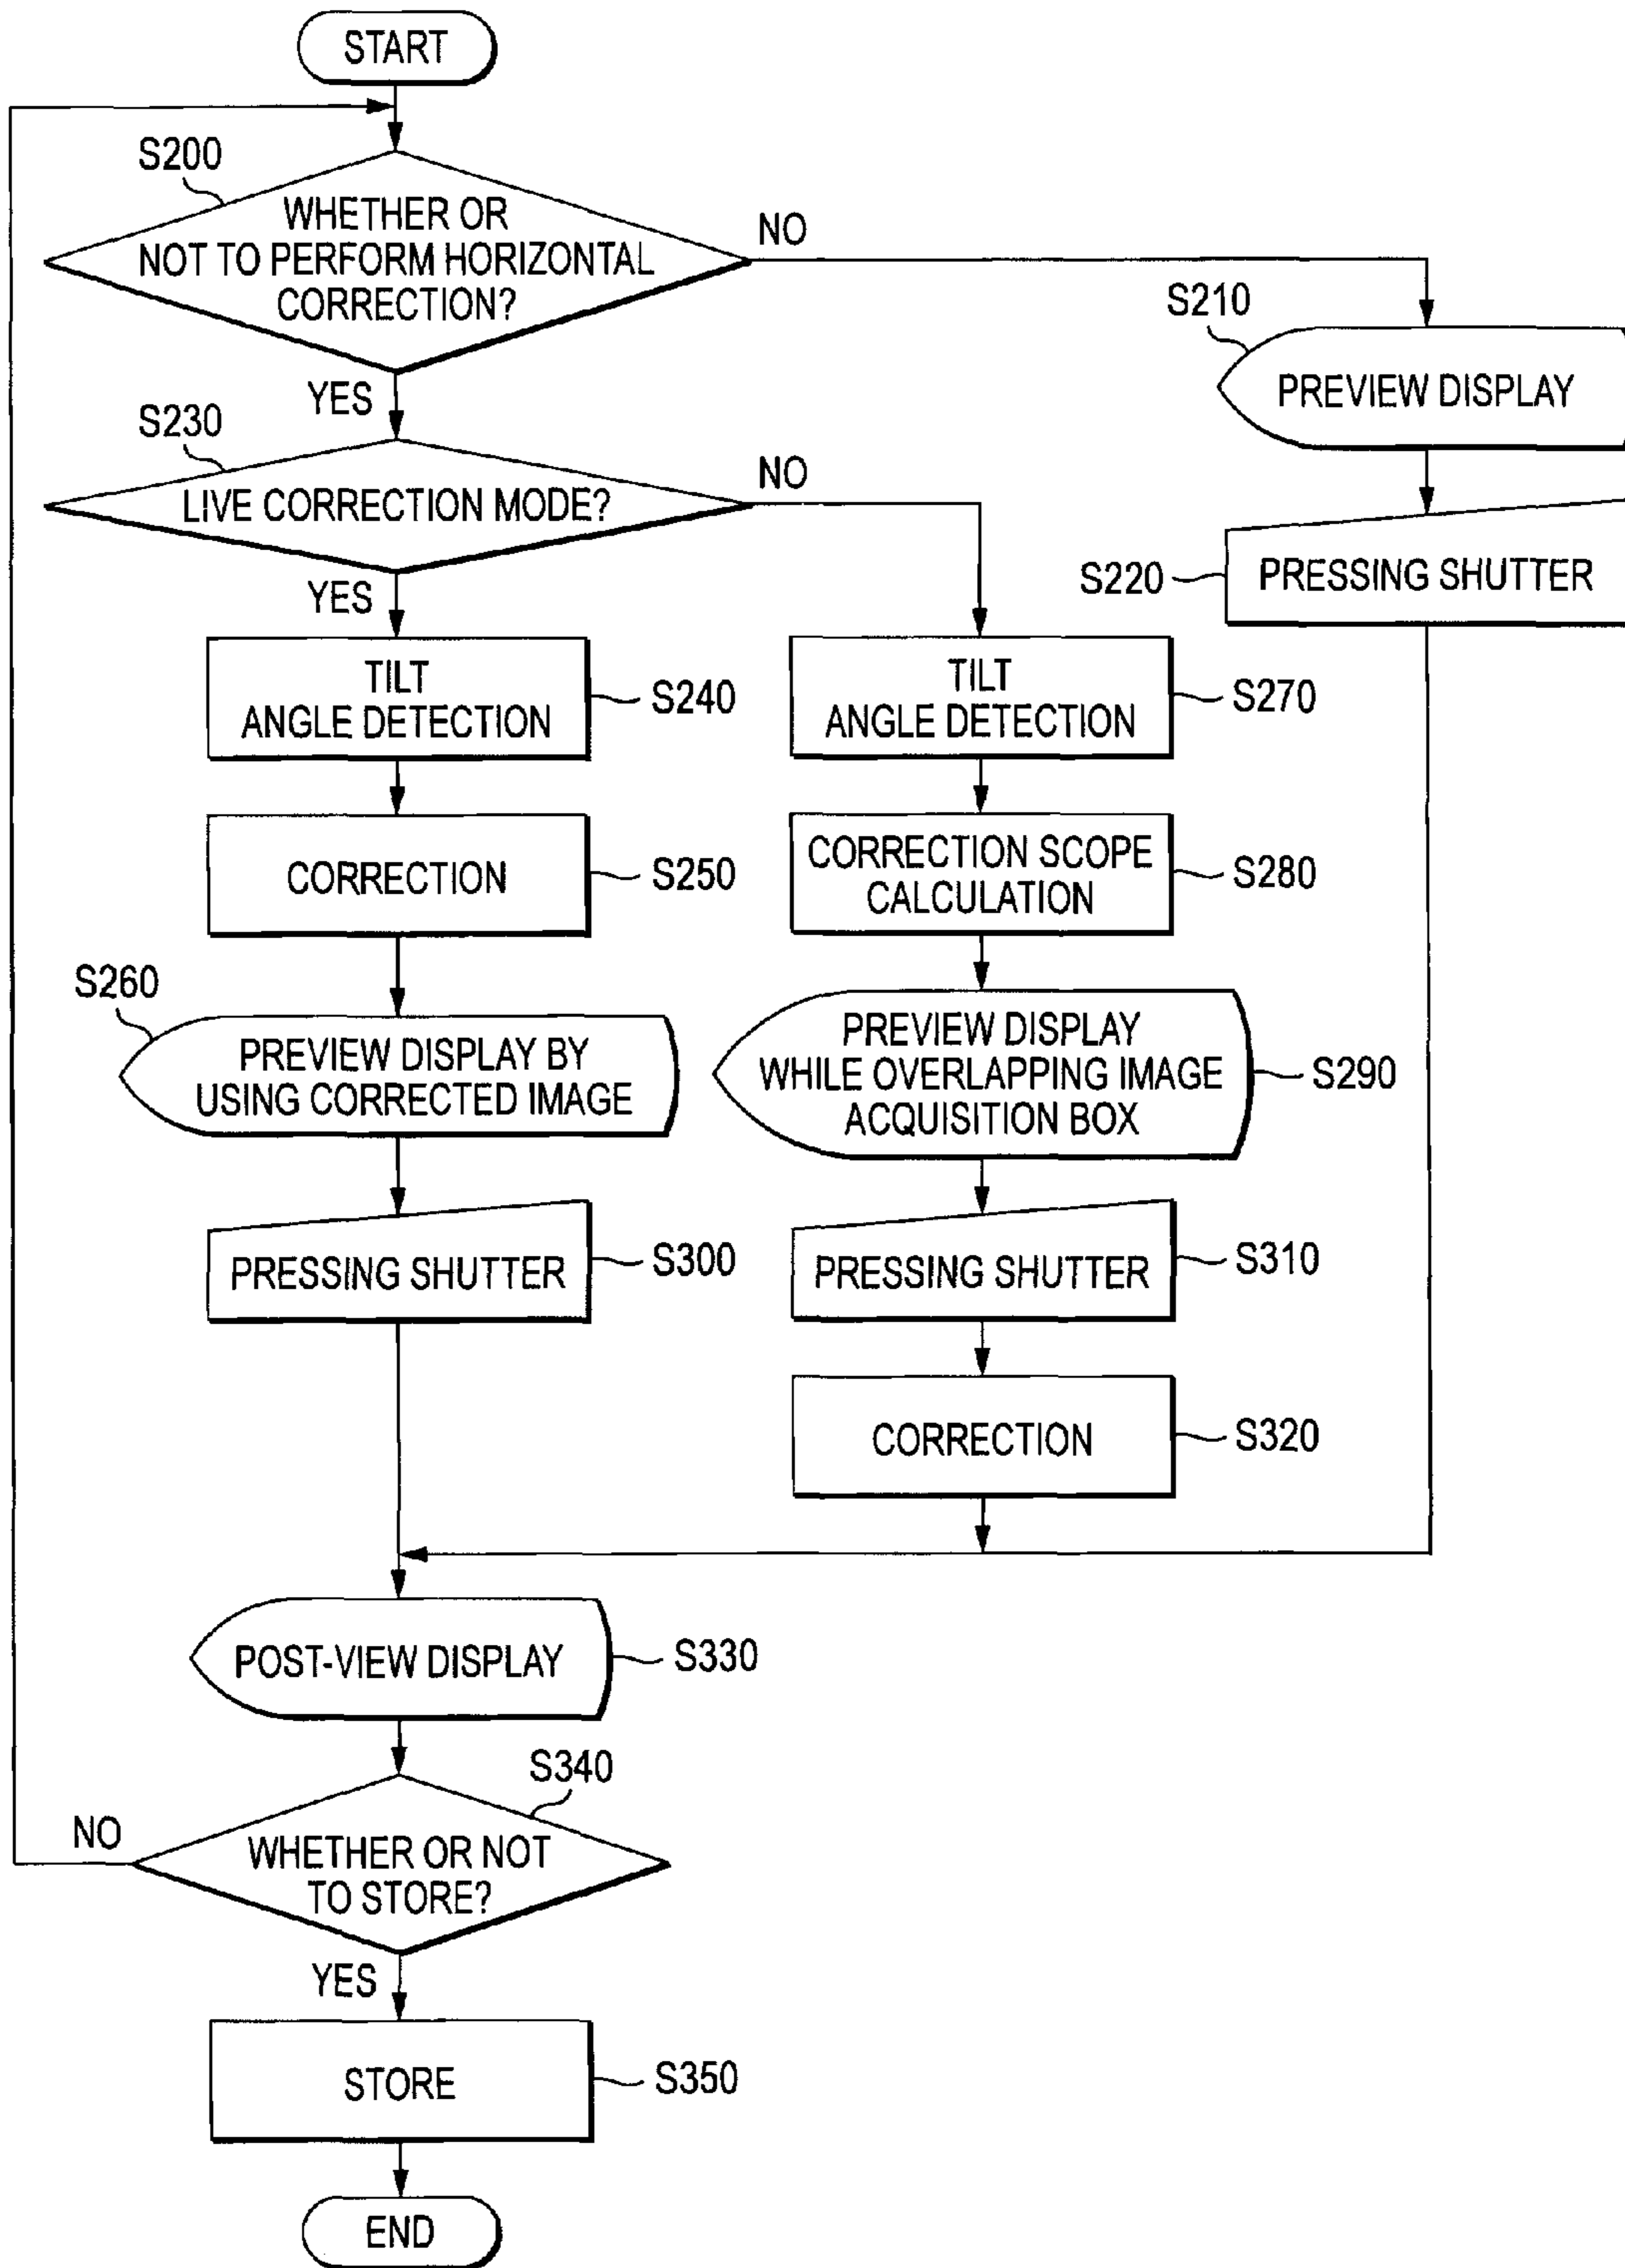 START
S200
WHETHER OR
NOT TO PERFORM HORIZONTAL
CORRECTION?
NO
S210
PREVIEW DISPLAY
S220
PRESSING SHUTTER
YES
S230
LIVE CORRECTION MODE?
NO
YES
TILT
ANGLE DETECTION
S240
TILT
ANGLE DETECTION
S270
CORRECTION
S250
CORRECTION SCOPE
CALCULATION
S280
S260
PREVIEW DISPLAY BY
USING CORRECTED IMAGE
PREVIEW DISPLAY
WHILE OVERLAPPING IMAGE
ACQUISITION BOX
S290
PRESSING SHUTTER
S300
PRESSING SHUTTER
S310
CORRECTION
S320
POST-VIEW DISPLAY
S330
S340
NO
WHETHER OR NOT
TO STORE?
YES
STORE
S350
END